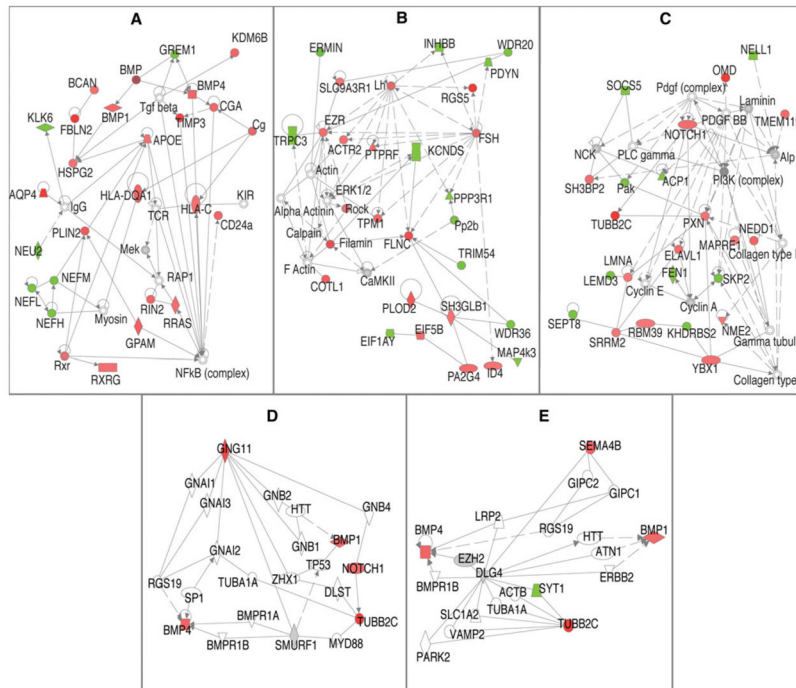 A
KDM6B
GREM1
BMP
BCAN
BMP4
Tgf beta
CGA
KLK6
BMP1
TIMP3
Cg
FBLN2
APOE
HSPG2
AQP4
HLA-DQA1
KIR
IgG
HLA-C
TCR
CD24a
PLIN2
NEU2
Mek
NEFM
RAP1
NEFL
RIN2
Myosin
RRAS
NEFH
GPAM
Rxr
NFkB (complex)
RXRG
B
ERMIN
INHBB
WDR20
PDYN
SLC9A3R1
Lh
RGS5
EZR
TRPC3
FSH
ACTR2
PTPRF
KCNDS
Actin
ERK1/2
PPP3R1
Alpha Actinin
Rock
TPM1
Pp2b
Calpain
Filamin
FLNC
TRIM54
F Actin
CaMKII
COTL1
PLOD2
SH3GLB1
EIF1AY
EIF5B
WDR36
MAP4k3
PA2G4
ID4
C
NELL1
OMD
SOCS5
Pdgf (complex)
Laminin
PDGF BB
TMEM11
NOTCH1
NCK
PLC gamma
Alp
SH3BP2
ACP1
PI3K (complex)
Pak
TUBB2C
PXN
NEDD1
MAPRE1
LMNA
ELAVL1
Collagen type
LEMD3
FEN1
SKP2
Cyclin E
Cyclin A
SEPT8
NME2
RBM39
KHDRBS2
SRRM2
Gamma tubul
YBX1
Collagen type
D
GNG11
GNAI1
GNB2
GNAI3
HTT
GNB4
BMP1
GNB1
GNAI2
TP53
NOTCH1
RGS19
TUBA1A
ZHX1
SP1
DLST
BMPR1A
TUBB2C
BMP4
BMPR1B
SMURF1
MYD88
E
SEMA4B
GIPC2
GIPC1
LRP2
BMP4
RGS19
HTT
BMP1
EZH2
ATN1
DLG4
BMPR1B
ERBB2
SYT1
ACTB
SLC1A2
TUBA1A
TUBB2C
VAMP2
PARK2